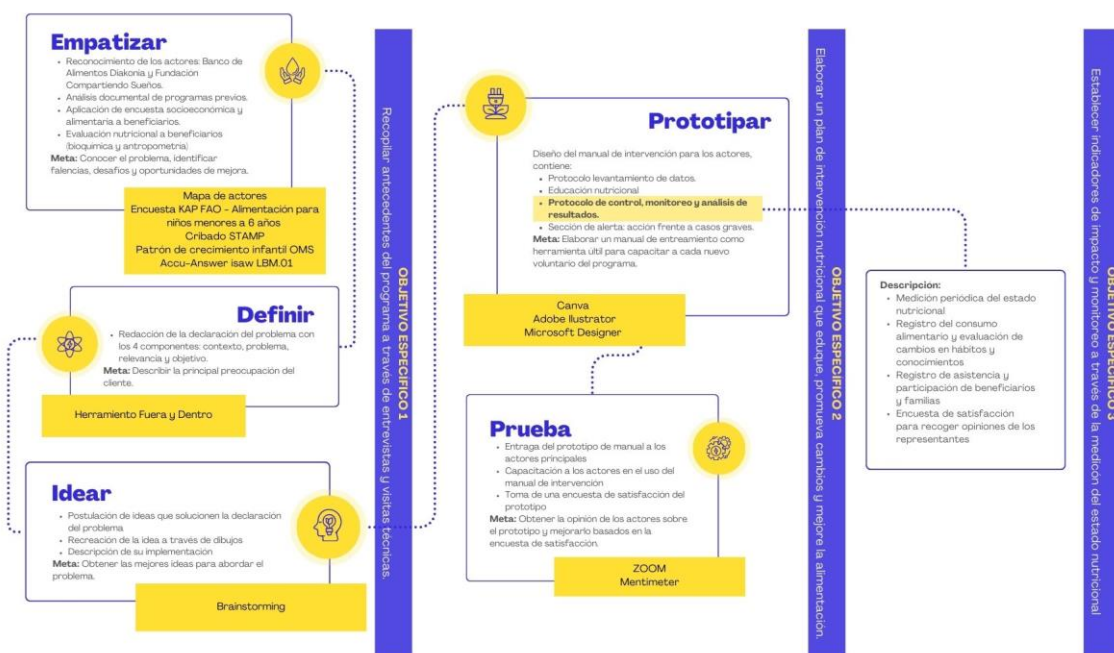 Empatizar
• Reconocimiento de los actores: Banco de
Alimentos Diakonia y Fundación
Compartiendo Sueños.
• Análisis documental de programas previos.
• Aplicación de encuesta socioeconómica y
alimentaria a beneficiarios.
• Evaluación nutricional a beneficiarios
(bioquímica y antropometría)
Meta: Conocer el problema, identificar
falencias, desafíos y oportunidades de mejora.
Mapa de actores
Encuesta KAP FAO - Alimentación para
niños menores a 6 años
Cribado STAMP
Patrón de crecimiento infantil OMS
Accu-Answer isaw LBM.01
Definir
• Redacción de la declaración del problema con
los 4 componentes: contexto, problema,
relevancia y objetivo.
Meta: Describir la principal preocupación del
cliente.
Herramiento Fuera y Dentro
Idear
• Postulación de ideas que solucionen la declaración
del problema
• Recreación de la idea a través de dibujos
• Descripción de su implementación
Meta: Obtener las mejores ideas para abordar el
problema.
Brainstorming
OBJETIVO ESPECIFICO 1
Recopilar antecedentes del programa a través de entrevistas y visitas técnicas.
Prototipar
Diseño del manual de intervención para los actores,
contiene:
• Protocolo levantamiento de datos.
• Educación nutricional
• Protocolo de control, monitoreo y análisis de
resultados.
• Sección de alerta: acción frente a casos graves.
Meta: Elaborar un manual de entreamiento como
herramienta últil para capacitar a cada nuevo
voluntario del programa.
Canva
Adobe Ilustrator
Microsoft Designer
Prueba
• Entraga del prototipo de manual a los
actores principales
• Capacitación a los actores en el uso del
manual de intervención
• Toma de una encuesta de satisfacción del
prototipo
Meta: Obtener la opinión de los actores sobre
el prototipo y mejorarlo basados en la
encuesta de satisfacción.
ZOOM
Mentimeter
OBJETIVO ESPECIFICO 2
Elaborar un plan de intervención nutricional que eduque, promueva cambios y mejore la alimentación.
Descripción:
• Medición periódica del estado
nutricional
• Registro del consumo
alimentario y evaluación de
cambios en hábitos y
conocimientos
• Registro de asistencia y
participación de beneficiarios
y familias
• Encuesta de satisfacción
para recoger opiniones de los
representantes
OBJETIVO ESPECIFICO 3
Establecer indicadores de impacto y monitoreo a través de la medicón del estado nutricional